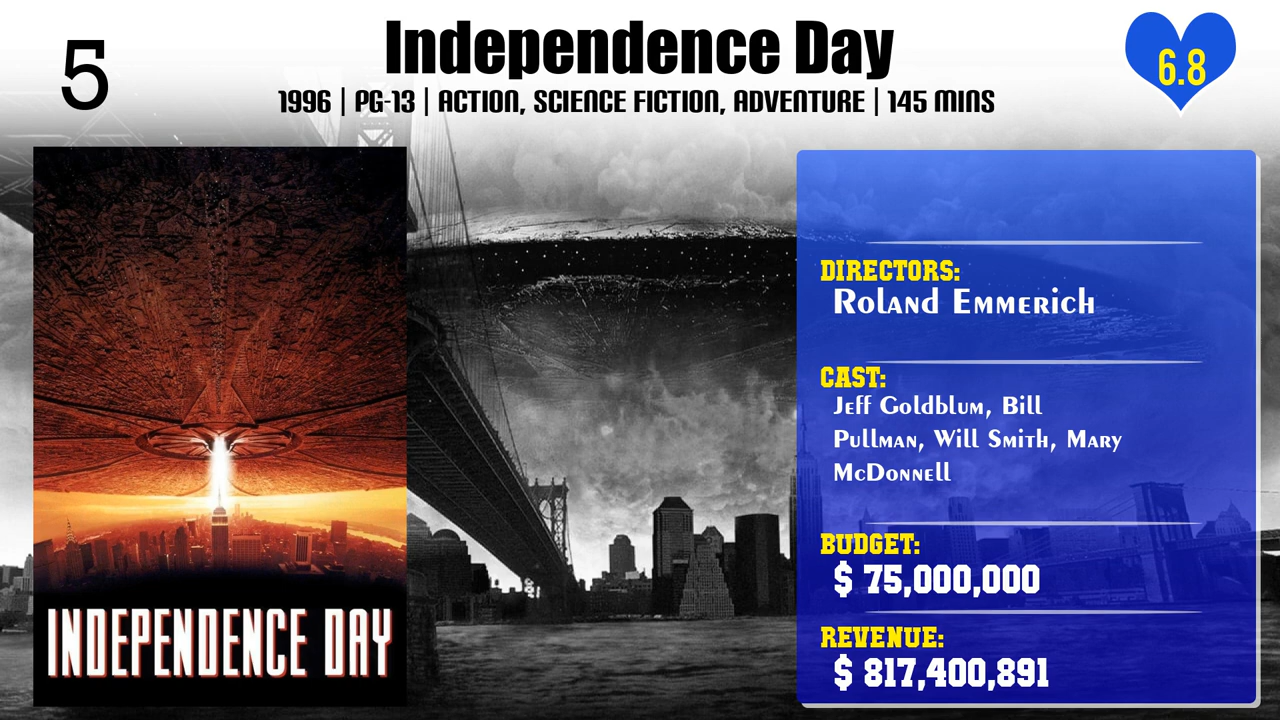 5
Independence Day
1996 | PG-13 | ACTION, SCIENCE FICTION, ADVENTURE | 145 MINS
6.8
INDEPENDENCE DAY
DIRECTORS:
Roland Emmerich
CAST:
Jeff Goldblum, Bill
Pullman, Will Smith, Mary
McDonnell
BUDGET:
$ 75,000,000
REVENUE:
$ 817,400,891